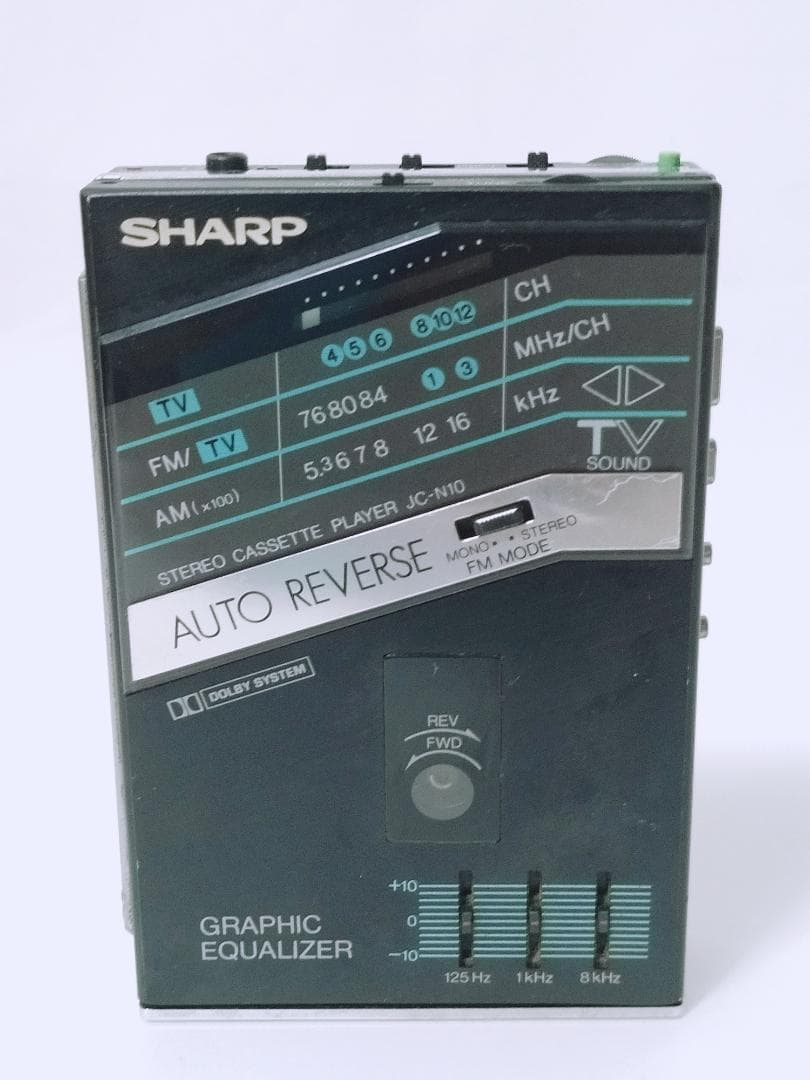 SHARP
CH
4 5 6 8 10 12
MHz/CH
TV
1 3
76 80 84
kHz
FM/ TV
TV
SOUND
5.3 6 7 8 12 16
AM (x100)
STEREO CASSETTE PLAYER JC-N10
MONO • • STEREO
FM MODE
AUTO REVERSE
DOLBY SYSTEM
REV
FWD
+10
0
-10
GRAPHIC
EQUALIZER
125 Hz 1 kHz 8 kHz